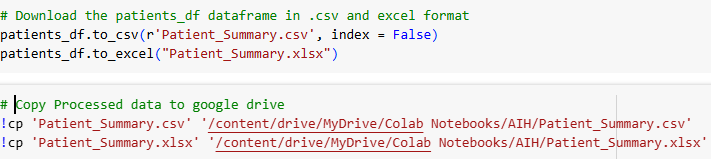 # Download the patients_df dataframe in .csv and excel format
patients_df.to_csv(r'Patient_Summary.csv', index = False)
patients_df.to_excel("Patient_Summary.xlsx")
# Copy Processed data to google drive
!cp 'Patient_Summary.csv' '/content/drive/MyDrive/Colab Notebooks/AIH/Patient_Summary.csv'
!cp 'Patient_Summary.xlsx' '/content/drive/MyDrive/Colab Notebooks/AIH/Patient_Summary.xlsx'